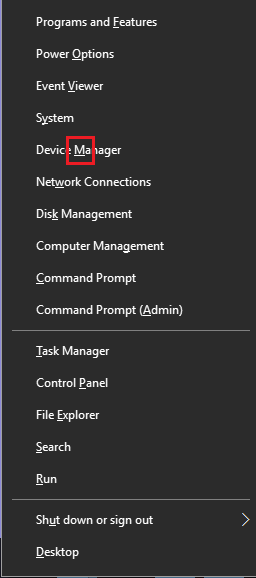 Programs and Features
Power Options
Event Viewer
System
Device Manager
Network Connections
Disk Management
Computer Management
Command Prompt
Command Prompt (Admin)
Task Manager
Control Panel
File Explorer
Search
Run
Shut down or sign out
Desktop